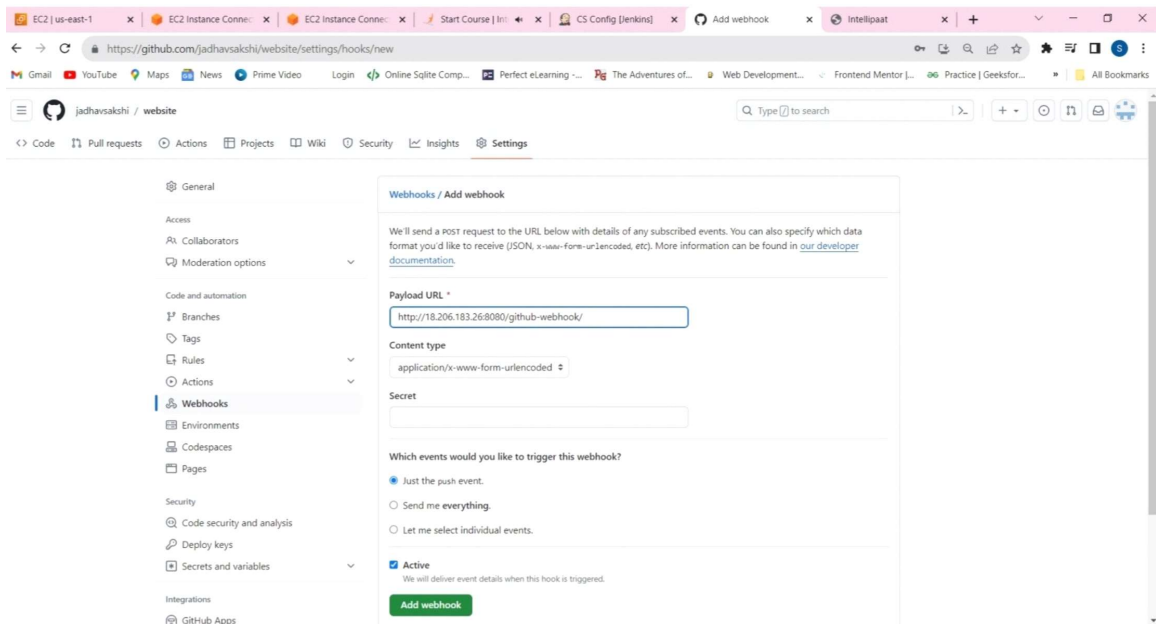 EC2 | us-east-1
EC2 Instance Connec
EC2 Instance Connec
Start Course | Int
CS Config [Jenkins]
Add webhook
Intellipaat
https://github.com/jadhavsakshi/website/settings/hooks/new
S
Gmail
YouTube
Maps
News
Prime Video
Login
Online Sqlite Comp...
Perfect eLearning -...
The Adventures of...
Web Development...
Frontend Mentor |...
Practice | Geeksfor...
»
All Bookmarks
jadhavsakshi / website
Type / to search
Code
Pull requests
Actions
Projects
Wiki
Security
Insights
Settings
General
Access
Collaborators
Moderation options
Code and automation
Branches
Tags
Rules
Actions
Webhooks
Environments
Codespaces
Pages
Security
Code security and analysis
Deploy keys
Secrets and variables
Integrations
GitHub Apps
Webhooks / Add webhook
We'll send a POST request to the URL below with details of any subscribed events. You can also specify which data
format you'd like to receive (JSON, x-www-form-urlencoded, etc). More information can be found in our developer
documentation.
Payload URL *
http://18.206.183.26:8080/github-webhook/
Content type
application/x-www-form-urlencoded
Secret
Which events would you like to trigger this webhook?
Just the push event.
Send me everything.
Let me select individual events.
Active
We will deliver event details when this hook is triggered.
Add webhook